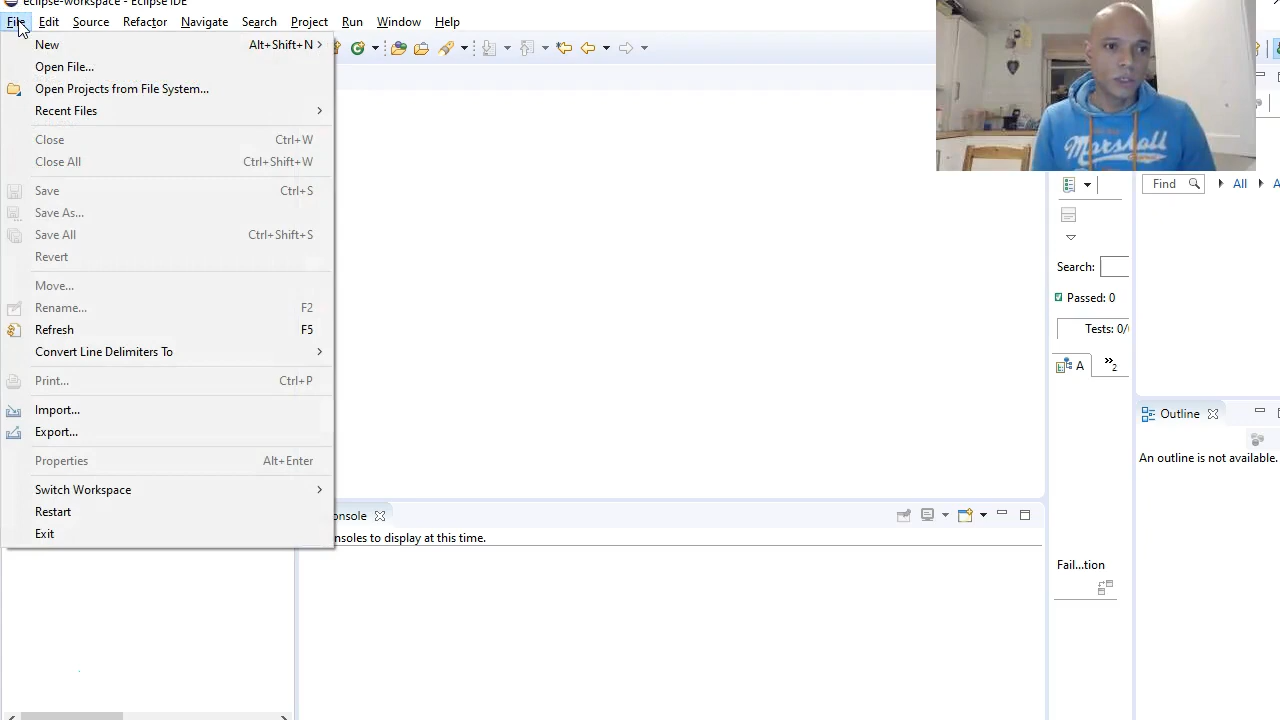 eclipse-workspace - Eclipse IDE
File Edit Source Refactor Navigate Search Project Run Window Help
New Alt+Shift+N
Open File...
Open Projects from File System...
Recent Files
Close Ctrl+W
Close All Ctrl+Shift+W
Save Ctrl+S
Save As...
Save All Ctrl+Shift+S
Revert
Move...
Rename... F2
Refresh F5
Convert Line Delimiters To
Print... Ctrl+P
Import...
Export...
Properties Alt+Enter
Switch Workspace
Restart
Exit
onsole
nsoles to display at this time.
Marshall
Find All A
Search:
Passed: 0
Tests: 0/
A 2
Fail...tion
Outline
An outline is not available.